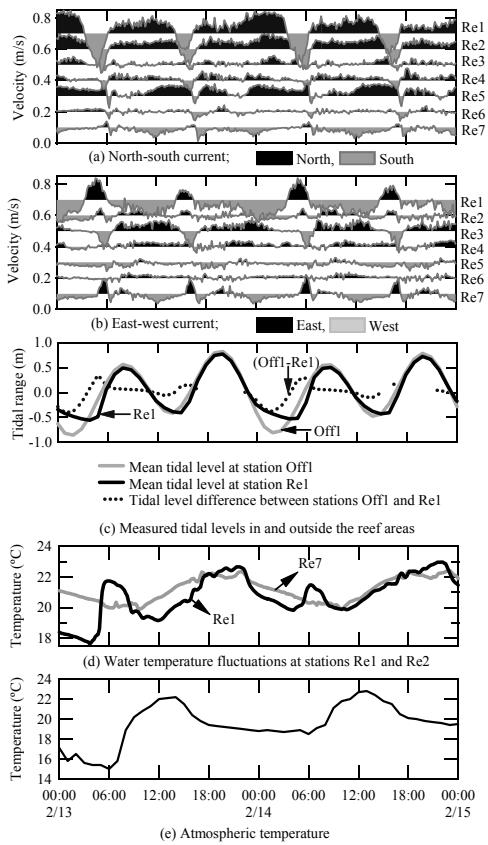 0.8
0.6
0.4
0.2
0.0
Velocity (m/s)
Re1
Re2
Re3
Re4
Re5
Re6
Re7
(a) North-south current; North, South
0.8
0.6
0.4
0.2
0.0
Velocity (m/s)
Re1
Re2
Re3
Re4
Re5
Re6
Re7
(b) East-west current; East, West
1.0
0.5
0.0
-0.5
-1.0
Tidal range (m)
(Off1-Re1)
Re1
Off1
Mean tidal level at station Off1
Mean tidal level at station Re1
Tidal level difference between stations Off1 and Re1
(c) Measured tidal levels in and outside the reef areas
24
22
20
18
Temperature (°C)
Re7
Re1
(d) Water temperature fluctuations at stations Re1 and Re2
24
22
20
18
16
14
Temperature (°C)
00:00 06:00 12:00 18:00 00:00 06:00 12:00 18:00 00:00
2/13 2/14 2/15
(e) Atmospheric temperature